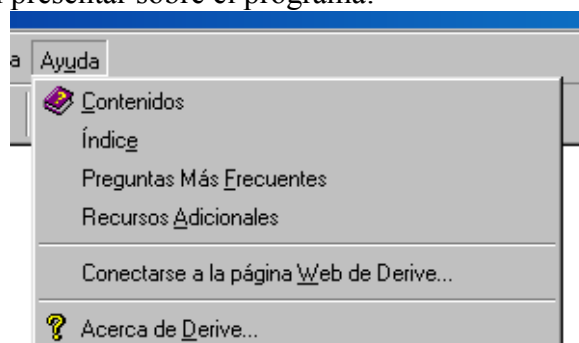 presentar sobre el programa.
a Ayuda
Contenidos
Índice
Preguntas Más Frecuentes
Recursos Adicionales
Conectarse a la página Web de Derive...
Acerca de Derive...